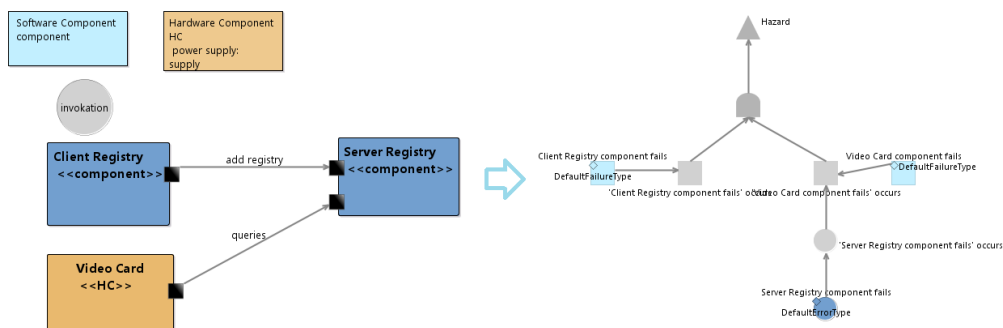 Software Component
component
Hardware Component
HC
power supply:
supply
invokation
Client Registry
<<component>>
add registry
Server Registry
<<component>>
queries
Video Card
<<HC>>
Hazard
Client Registry component fails
DefaultFailureType
'Client Registry component fails' occurs
Video Card component fails
DefaultFailureType
'Video Card component fails' occurs
'Server Registry component fails' occurs
Server Registry component fails
DefaultErrorType